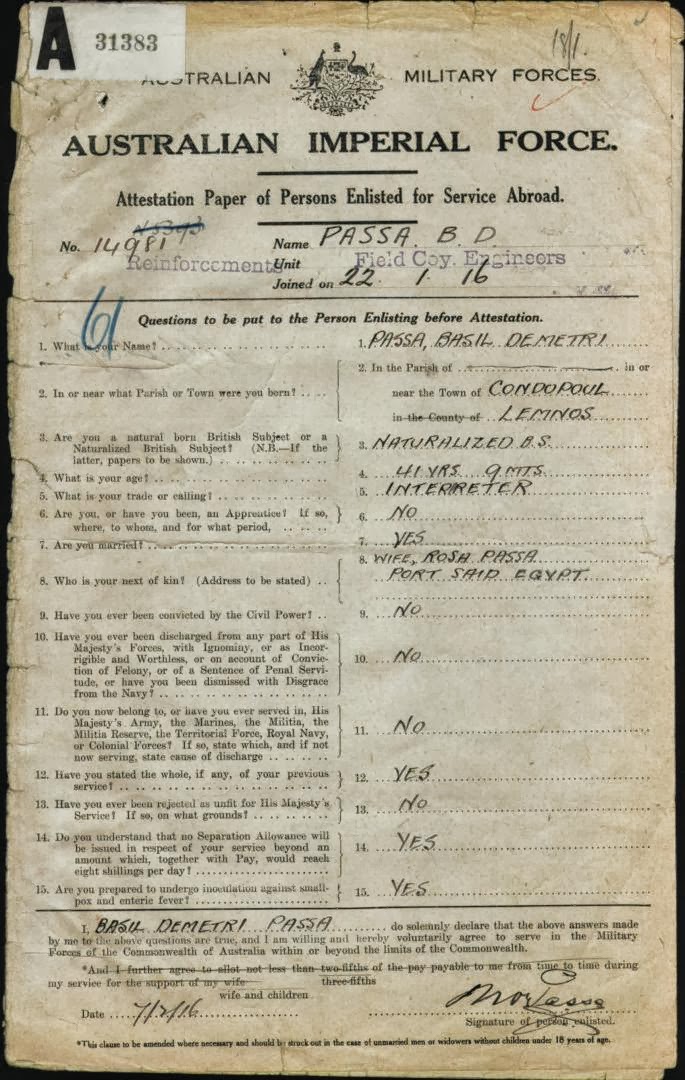 A 31383
18/1.
AUSTRALIAN MILITARY FORCES.
AUSTRALIAN IMPERIAL FORCE.
Attestation Paper of Persons Enlisted for Service Abroad.
No. 14981 Name PASSA B. D.
Reinforcements Unit Field Coy. Engineers
Joined on 22. 1. 16
61
Questions to be put to the Person Enlisting before Attestation.
1. What is your Name? 1. PASSA, BASIL DEMETRI
2. In or near what Parish or Town were you born? 2. In the Parish of in or
near the Town of CONDOPOUL
in the County of LEMNOS
3. Are you a natural born British Subject or a
Naturalized British Subject? (N.B.—If the
latter, papers to be shown.) 3. NATURALIZED B.S.
4. What is your age? 4. 41 YRS 9 MTS
5. What is your trade or calling? 5. INTERPRETER
6. Are you, or have you been, an Apprentice? If so,
where, to whom, and for what period, 6. NO
7. Are you married? 7. YES
8. Who is your next of kin? (Address to be stated) 8. WIFE, ROSA PASSA
PORT SAID EGYPT
9. Have you ever been convicted by the Civil Power? 9. NO
10. Have you ever been discharged from any part of His
Majesty's Forces, with Ignominy, or as Incor-
rigible and Worthless, or on account of Convic-
tion of Felony, or of a Sentence of Penal Servi-
tude, or have you been dismissed with Disgrace
from the Navy? 10. NO
11. Do you now belong to, or have you ever served in, His
Majesty's Army, the Marines, the Militia, the
Militia Reserve, the Territorial Force, Royal Navy,
or Colonial Forces? If so, state which, and if not
now serving, state cause of discharge 11. NO
12. Have you stated the whole, if any, of your previous
service? 12. YES
13. Have you ever been rejected as unfit for His Majesty's
Service? If so, on what grounds? 13. NO
14. Do you understand that no Separation Allowance will
be issued in respect of your service beyond an
amount which, together with Pay, would reach
eight shillings per day? 14. YES
15. Are you prepared to undergo inoculation against small-
pox and enteric fever? 15. YES
I, BASIL DEMETRI PASSA do solemnly declare that the above answers made
by me to the above questions are true, and I am willing and hereby voluntarily agree to serve in the Military
Forces of the Commonwealth of Australia within or beyond the limits of the Commonwealth.
*And I further agree to allot not less than two-fifths of the pay payable to me from time to time during
my service for the support of my wife three-fifths
wife and children
Date 7/2/16
Signature of person enlisted.
*This clause to be amended where necessary and should be struck out in the case of unmarried men or widowers without children under 18 years of age.